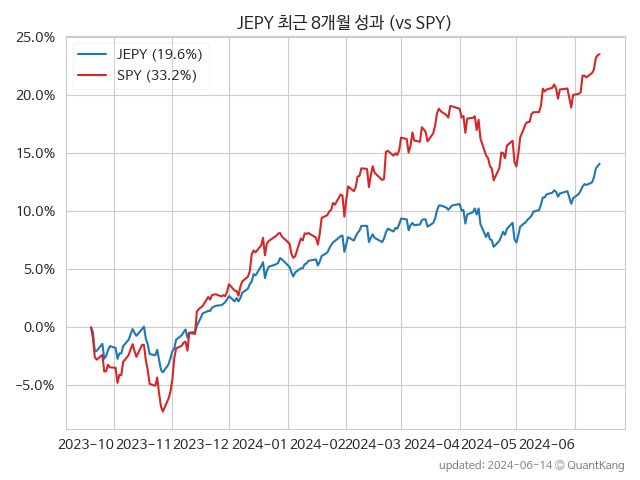 JEPY 최근 8개월 성과 (vs SPY)
25.0%
20.0%
15.0%
10.0%
5.0%
0.0%
−5.0%
JEPY (19.6%)
SPY (33.2%)
2023-10 2023-11 2023-12 2024-01 2024-02 2024-03 2024-04 2024-05 2024-06
updated: 2024-06-14 © QuantKang